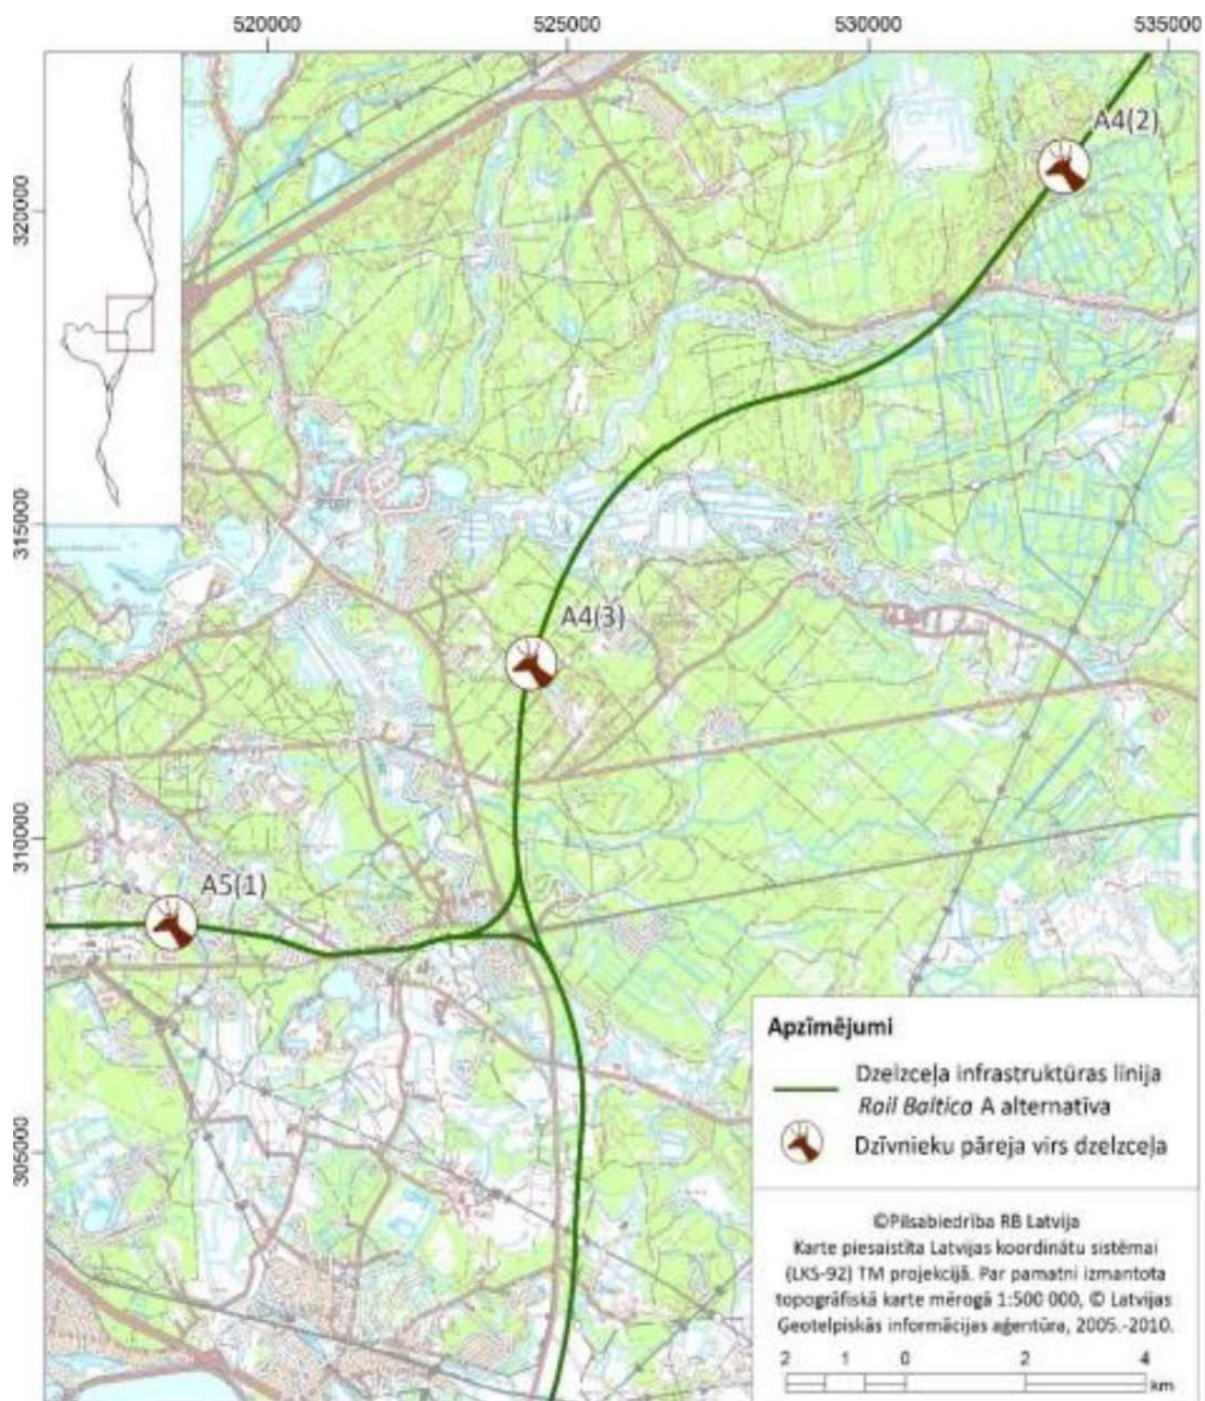 520000
525000
530000
535000
320000
315000
310000
305000
A4(2)
A4(3)
A5(1)
Apzīmējumi
Dzelzceļa infrastruktūras līnija
Rail Baltica A alternatīva
Dzīvnieku pāreja virs dzelzceļa
©Pilsabiedrība RB Latvija
Karte piesaistīta Latvijas koordinātu sistēmai
(LKS-92) TM projekcijā. Par pamatni izmantota
topogrāfiskā karte mērogā 1:500 000, © Latvijas
Ģeotelpiskās informācijas aģentūra, 2005.-2010.
2 1 0 2 4
km